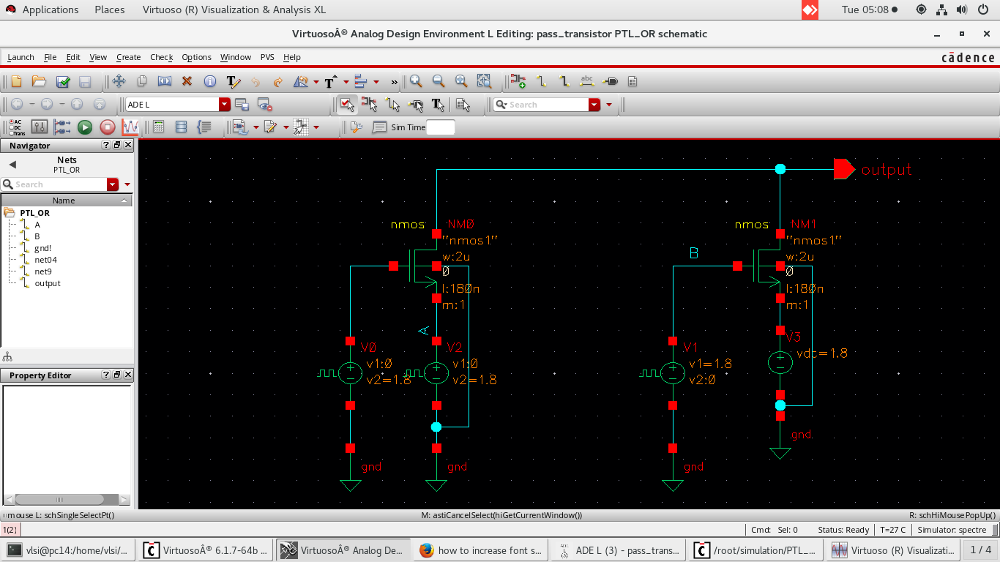 Applications Places Virtuoso (R) Visualization & Analysis XL Tue 05:08
VirtuosoÂ® Analog Design Environment L Editing: pass_transistor PTL_OR schematic
Launch File Edit View Create Check Options Window PVS Help cādence
T T » abc
ADE L T Search
AC
DC
Trans
Sim Time
Navigator ?
Nets
PTL_OR
Search
Name
PTL_OR
A
B
gnd!
net04
net9
output
Property Editor ?
output
nmos NM0
"nmos1"
w:2u
0
l:180n
m:1
A
V0
v1:0
v2=1.8
gnd
V2
v1:0
v2=1.8
gnd
nmos NM1
"nmos1"
w:2u
0
l:180n
m:1
B
V1
v1=1.8
v2:0
gnd
V3
vdc=1.8
gnd
mouse L: schSingleSelectPt() M: astiCancelSelect(hiGetCurrentWindow()) R: schHiMousePopUp()
1(2) Cmd: Sel: 0 Status: Ready T=27 C Simulator: spectre
vlsi@pc14:/home/vlsi/... VirtuosoÂ® 6.1.7-64b ... VirtuosoÂ® Analog De... how to increase font s... ADE L (3) - pass_trans... /root/simulation/PTL_... Virtuoso (R) Visualizati... 1 / 4